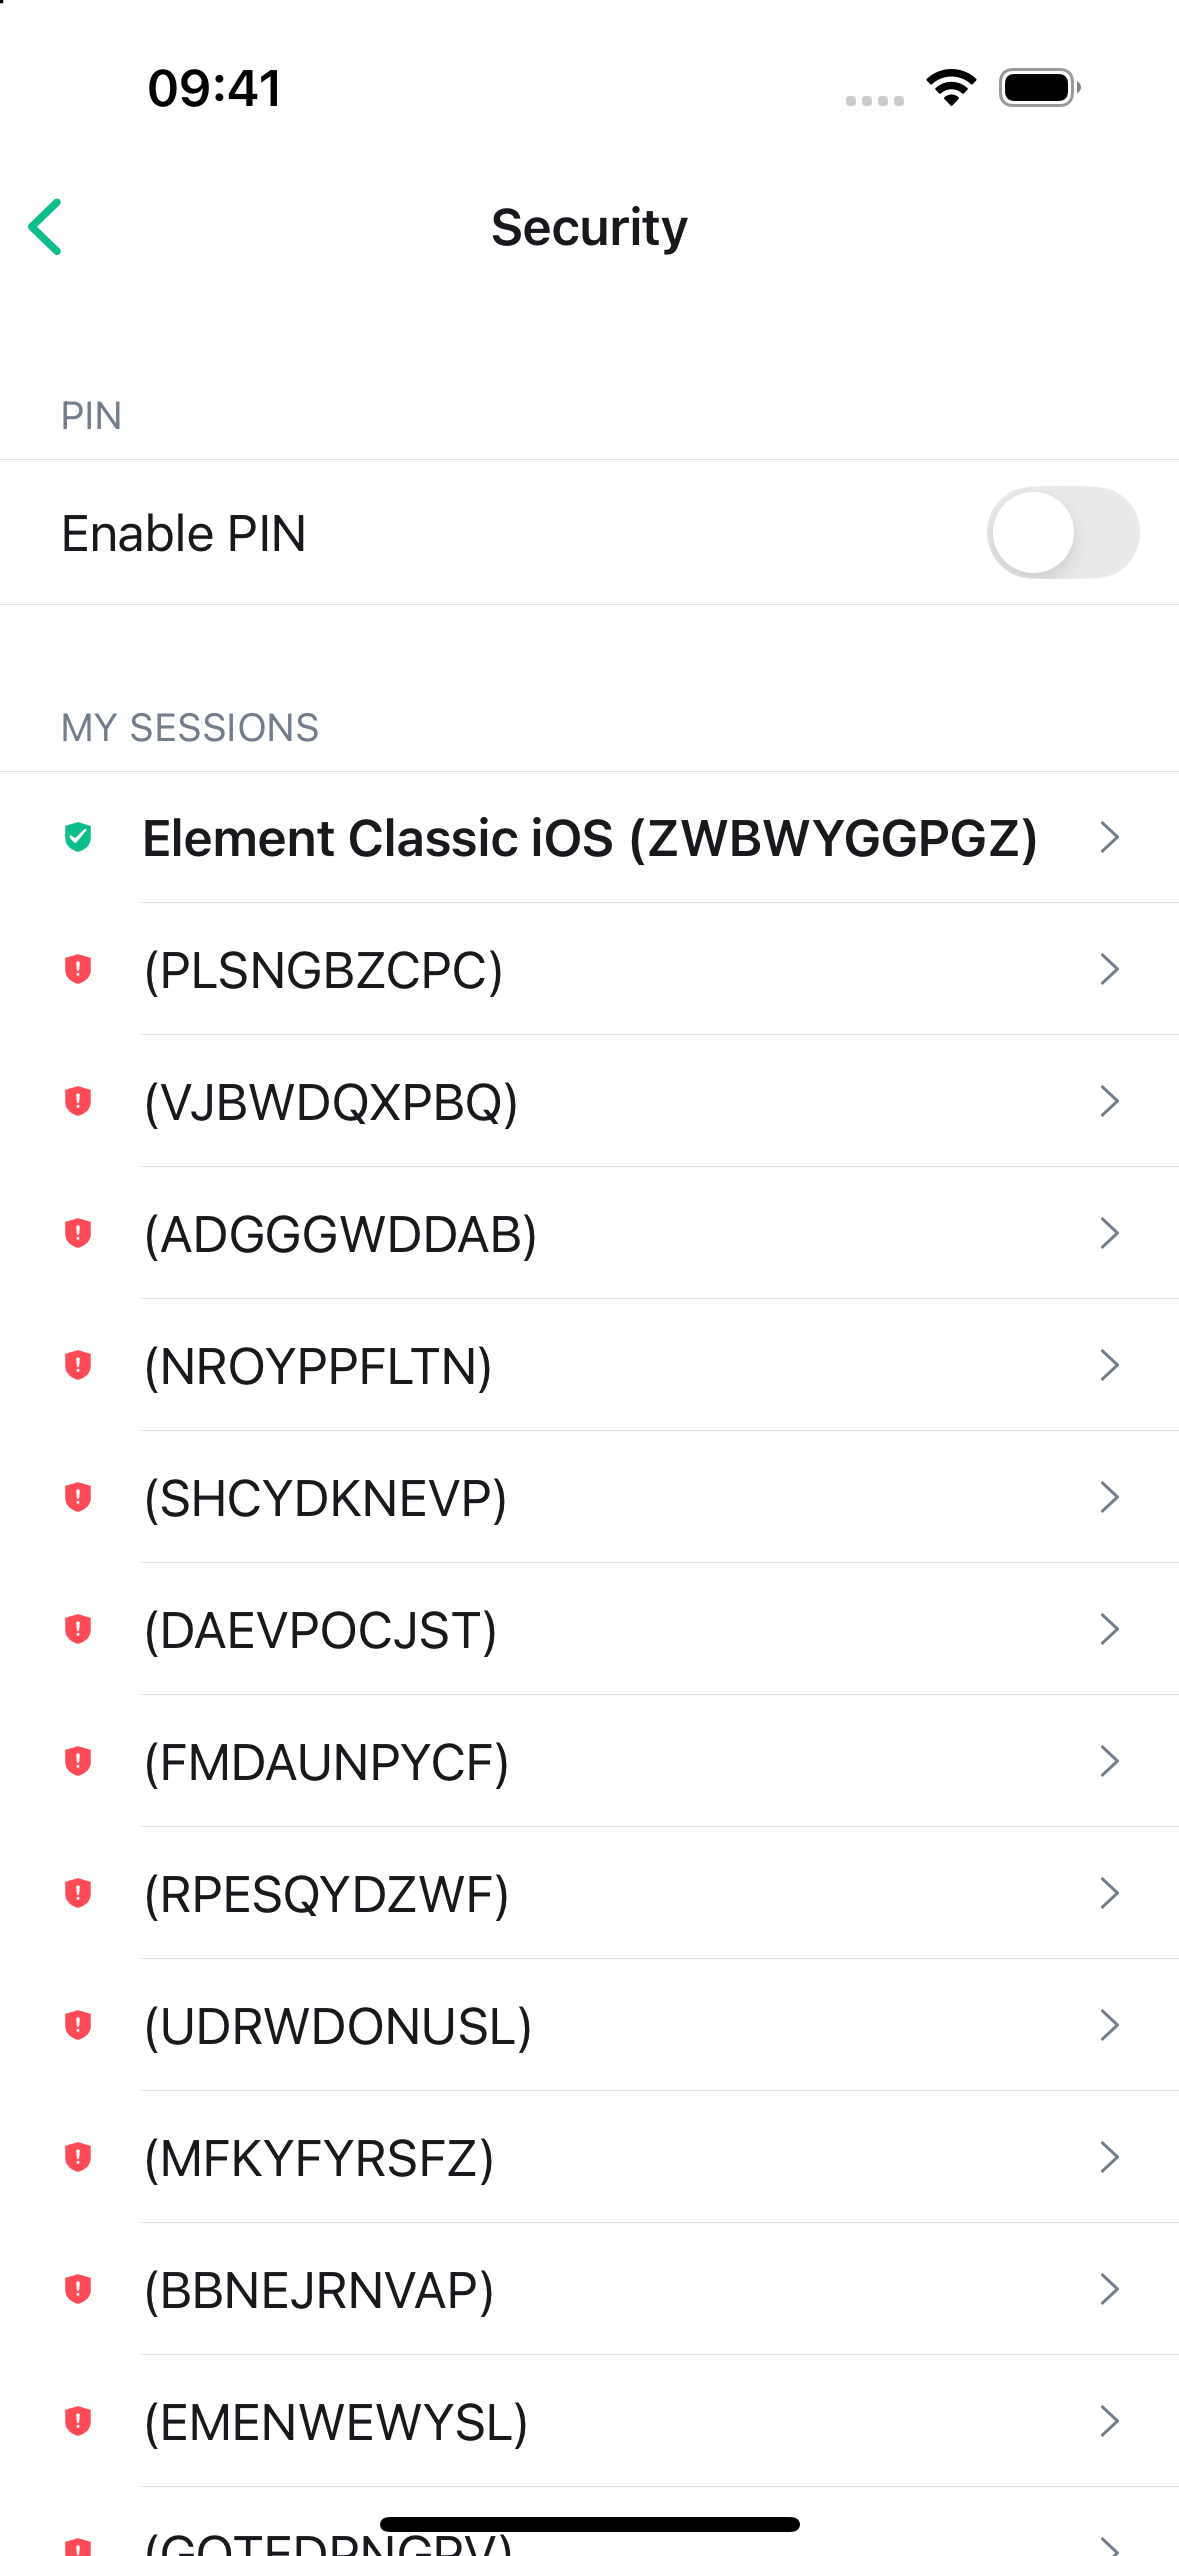 09:41
Security
PIN
Enable PIN
MY SESSIONS
Element Classic iOS (ZWBWYGGPGZ)
(PLSNGBZCPC)
(VJBWDQXPBQ)
(ADGGGWDDAB)
(NROYPPFLTN)
(SHCYDKNEVP)
(DAEVPOCJST)
(FMDAUNPYCF)
(RPESQYDZWF)
(UDRWDONUSL)
(MFKYFYRSFZ)
(BBNEJRNVAP)
(EMENWEWYSL)